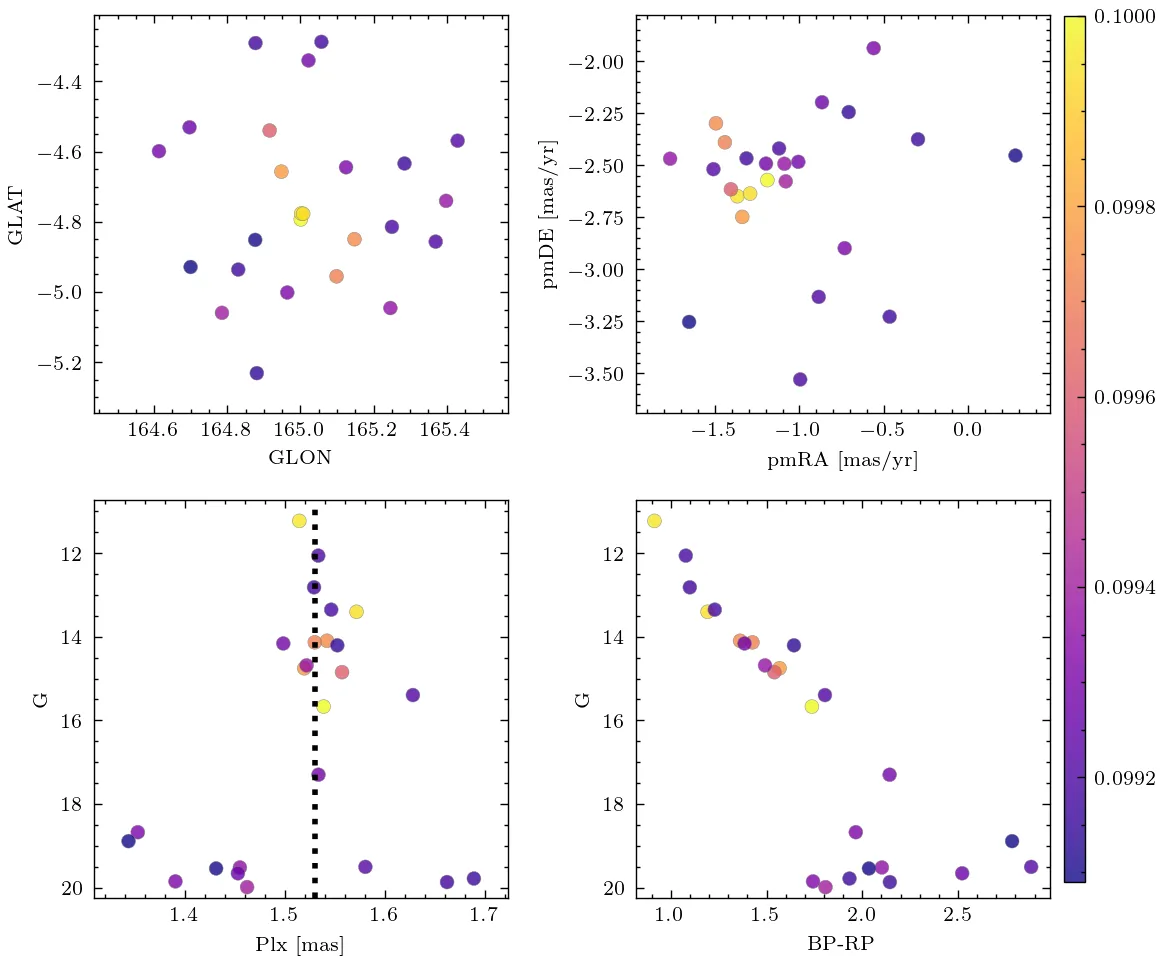 −4.4
−4.6
−4.8
−5.0
−5.2
GLAT
164.6 164.8 165.0 165.2 165.4
GLON
−2.00
−2.25
−2.50
−2.75
−3.00
−3.25
−3.50
pmDE [mas/yr]
−1.5 −1.0 −0.5 0.0
pmRA [mas/yr]
12
14
16
18
20
G
1.4 1.5 1.6 1.7
Plx [mas]
12
14
16
18
20
G
1.0 1.5 2.0 2.5
BP-RP
0.1000
0.0998
0.0996
0.0994
0.0992